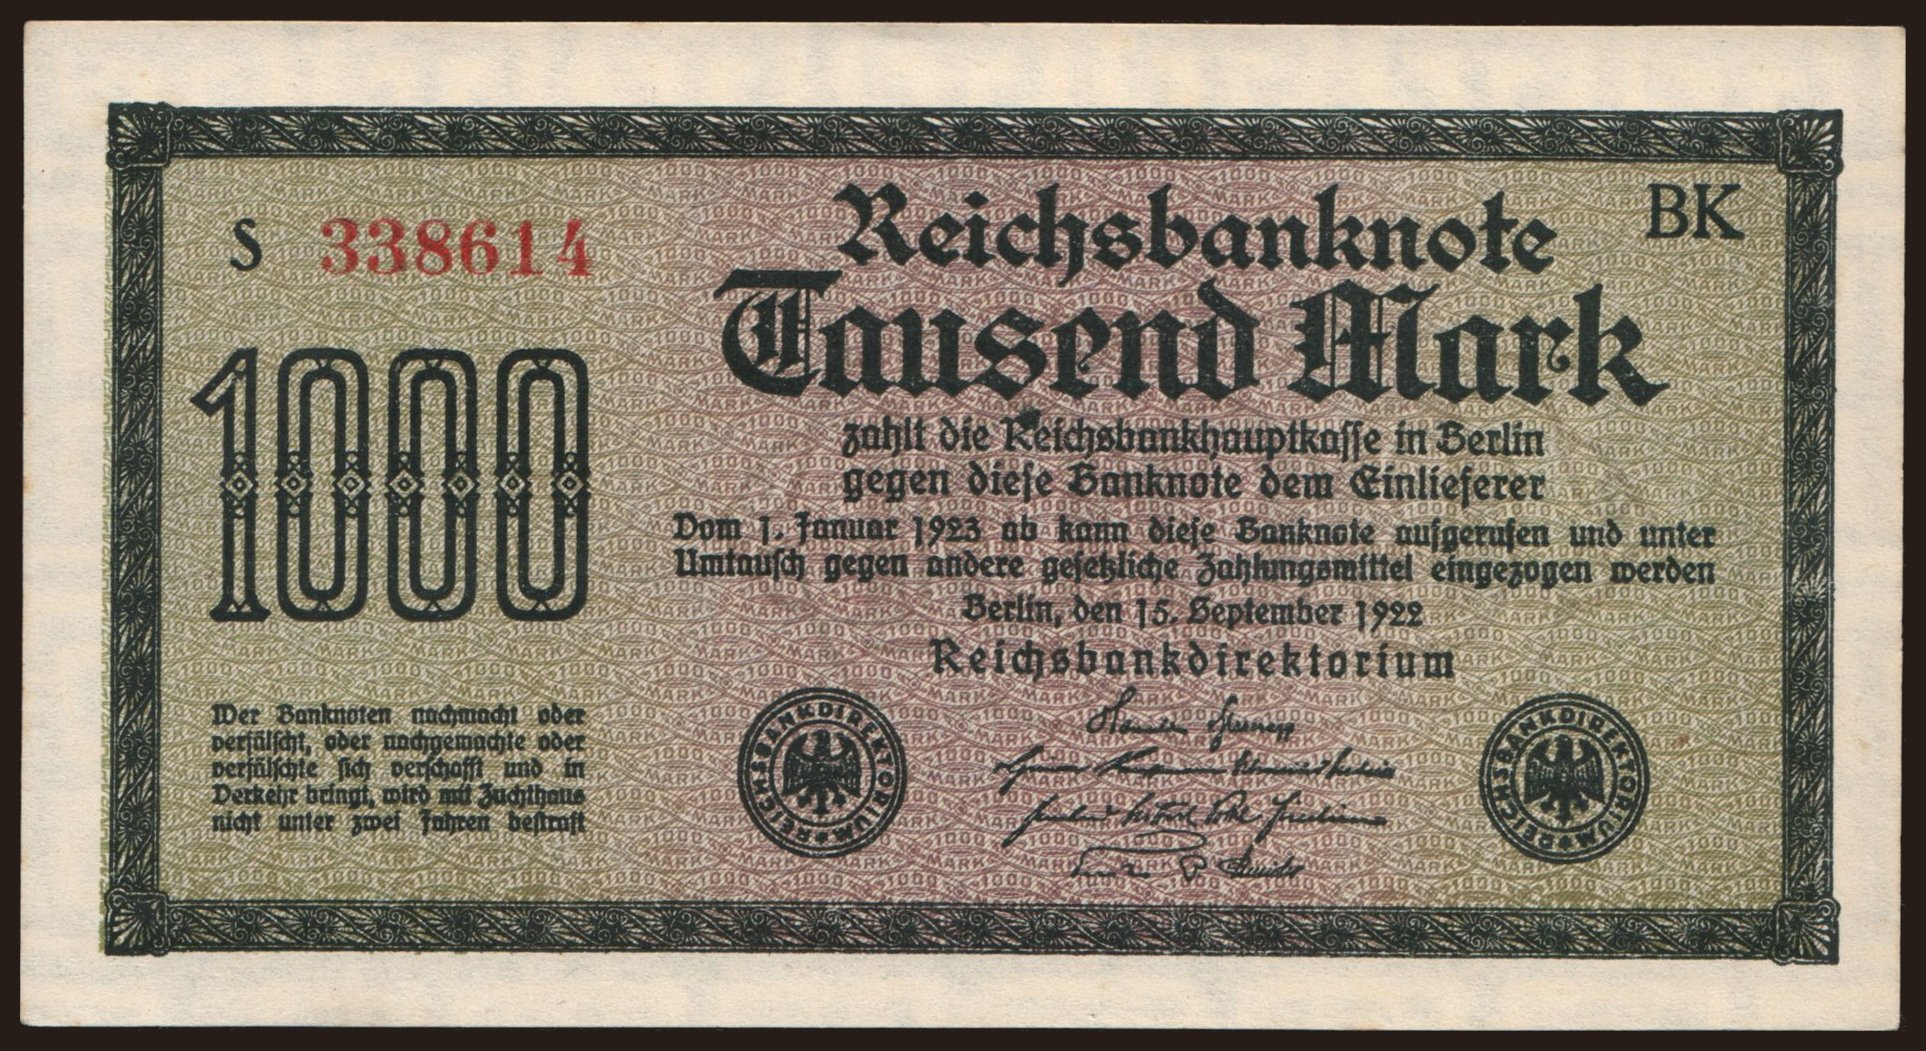 S 338614
BK
Reichsbanknote
Tausend Mark
1000
zahlt die Reichsbankhauptkasse in Berlin
gegen diese Banknote dem Einlieferer
Vom 1. Januar 1923 ab kann diese Banknote aufgerufen und unter
Umtausch gegen andere gesetzliche Zahlungsmittel eingezogen werden
Berlin, den 15. September 1922
Reichsbankdirektorium
Wer Banknoten nachmacht oder
verfälscht, oder nachgemachte oder
verfälschte sich verschafft und in
Verkehr bringt, wird mit Zuchthaus
nicht unter zwei Jahren bestraft
REICHSBANKDIREKTORIUM
REICHSBANKDIREKTORIUM